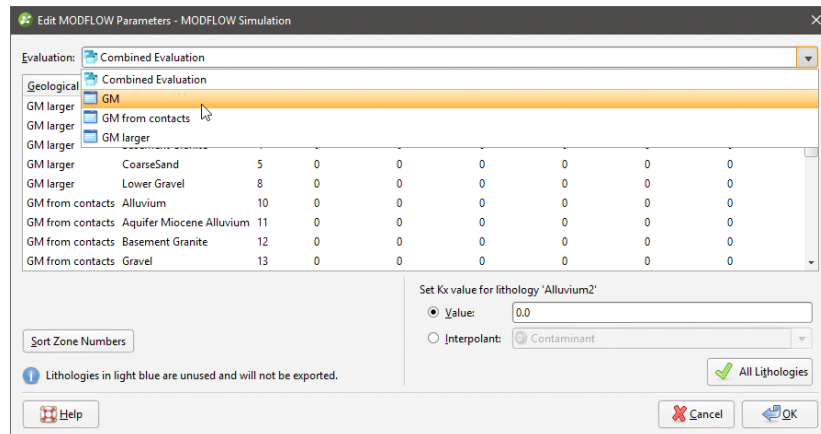 Edit MODFLOW Parameters - MODFLOW Simulation
Evaluation: Combined Evaluation
Combined Evaluation
Geological
GM
GM larger
GM from contacts
GM larger
GM larger
GM larger
GM larger CoarseSand 5 0 0 0 0 0 0
GM larger Lower Gravel 8 0 0 0 0 0 0
GM from contacts Alluvium 10 0 0 0 0 0 0
GM from contacts Aquifer Miocene Alluvium 11 0 0 0 0 0 0
GM from contacts Basement Granite 12 0 0 0 0 0 0
GM from contacts Gravel 13 0 0 0 0 0 0
Set Kx value for lithology 'Alluvium2'
Value: 0.0
Sort Zone Numbers
Interpolant: Contaminant
Lithologies in light blue are unused and will not be exported.
All Lithologies
Help
Cancel
OK